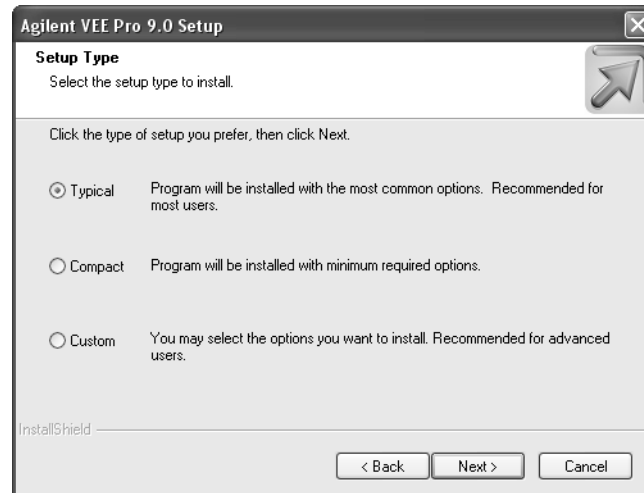 Agilent VEE Pro 9.0 Setup
Setup Type
Select the setup type to install.
Click the type of setup you prefer, then click Next.
Typical
Program will be installed with the most common options.  Recommended for
most users.
Compact
Program will be installed with minimum required options.
Custom
You may select the options you want to install. Recommended for advanced
users.
InstallShield
< Back
Next >
Cancel